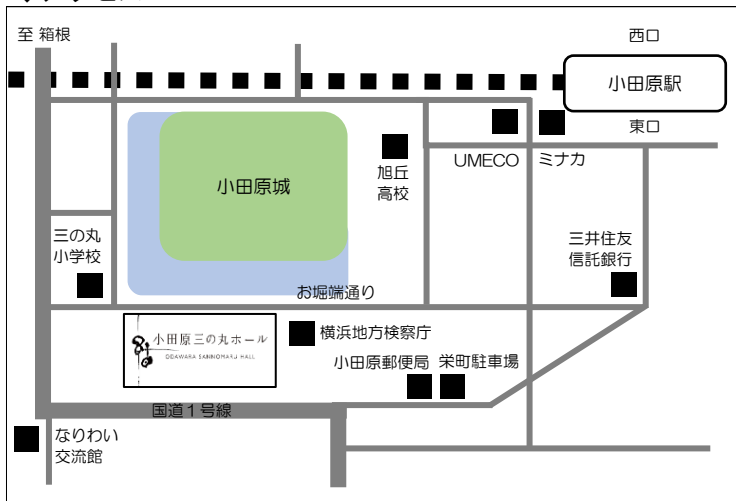 至 箱根
西口
小田原駅
東口
UMECO
ミナカ
小田原城
旭丘
高校
三の丸
小学校
三井住友
信託銀行
お堀端通り
小田原三の丸ホール
ODAWARA SANNOMARU HALL
横浜地方検察庁
小田原郵便局
栄町駐車場
国道1号線
なりわい
交流館